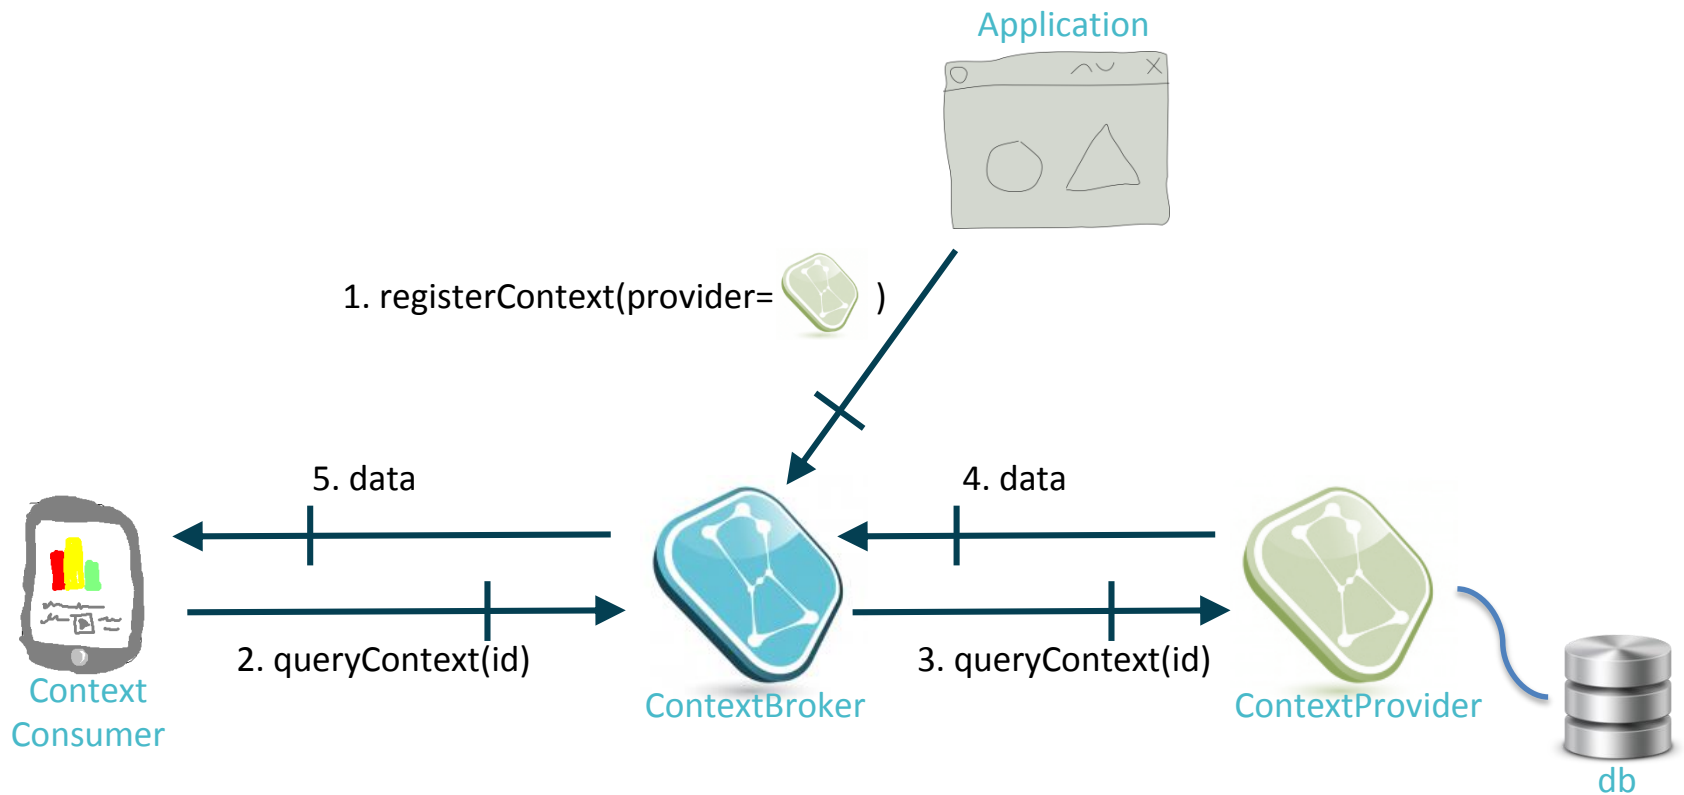 Application
1. registerContext(provider= )
5. data
4. data
2. queryContext(id)
3. queryContext(id)
Context
Consumer
ContextBroker
ContextProvider
db